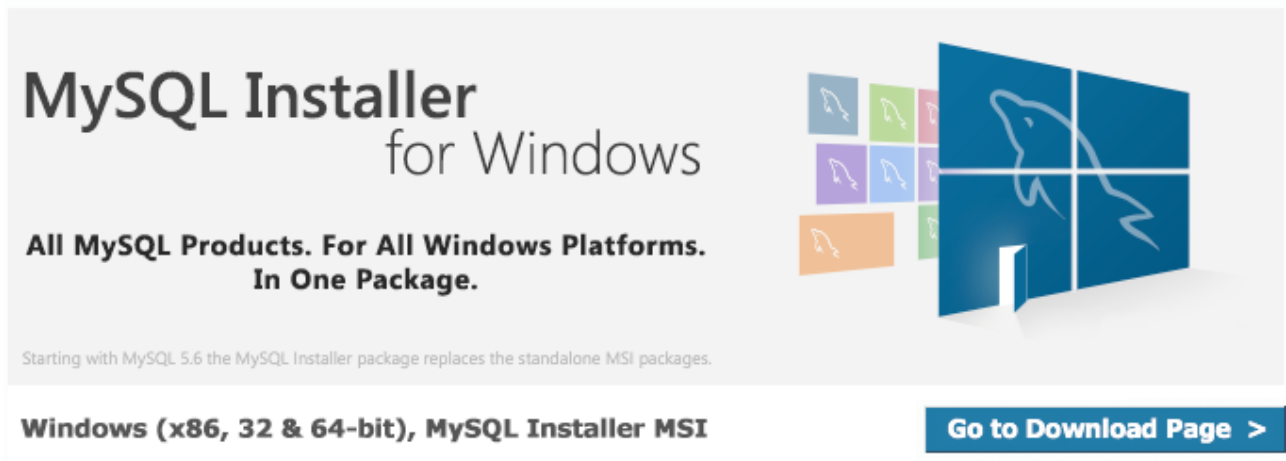 MySQL Installer
for Windows
All MySQL Products. For All Windows Platforms.
In One Package.
Starting with MySQL 5.6 the MySQL Installer package replaces the standalone MSI packages.
Windows (x86, 32 & 64-bit), MySQL Installer MSI
Go to Download Page >